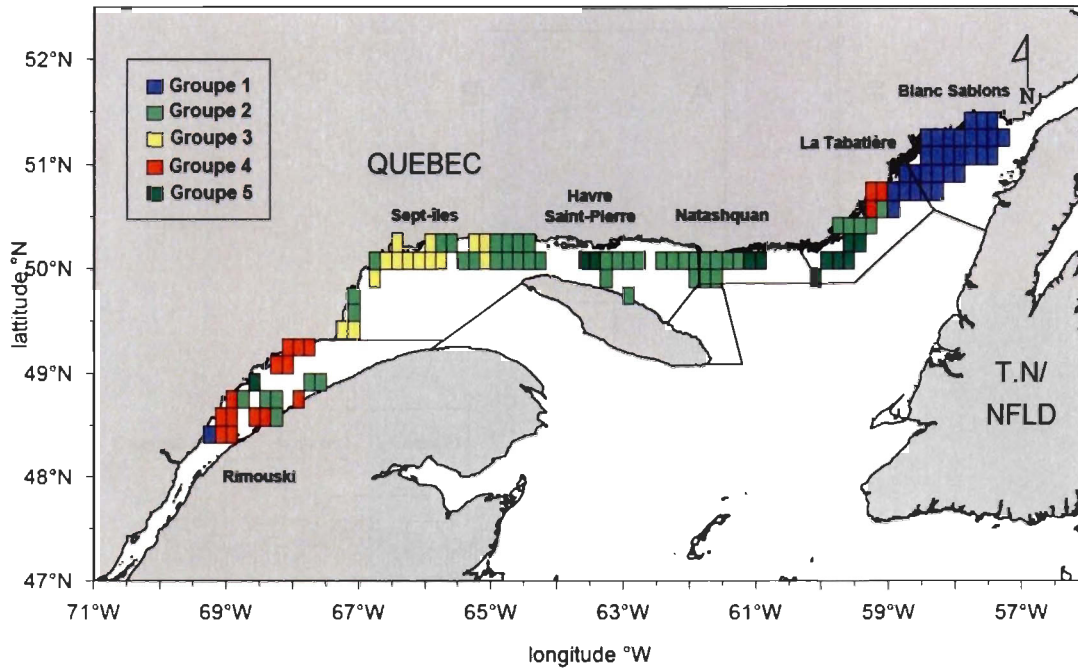 52°N
51°N
50°N
49°N
48°N
47°N
lattitude °N
Groupe 1
Groupe 2
Groupe 3
Groupe 4
Groupe 5
QUEBEC
Sept-îles
Havre
Saint-Pierre
Natashquan
La Tabatière
Blanc Sablons
N
Rimouski
T.N/
NFLD
71°W
69°W
67°W
65°W
63°W
61°W
59°W
57°W
longitude °W